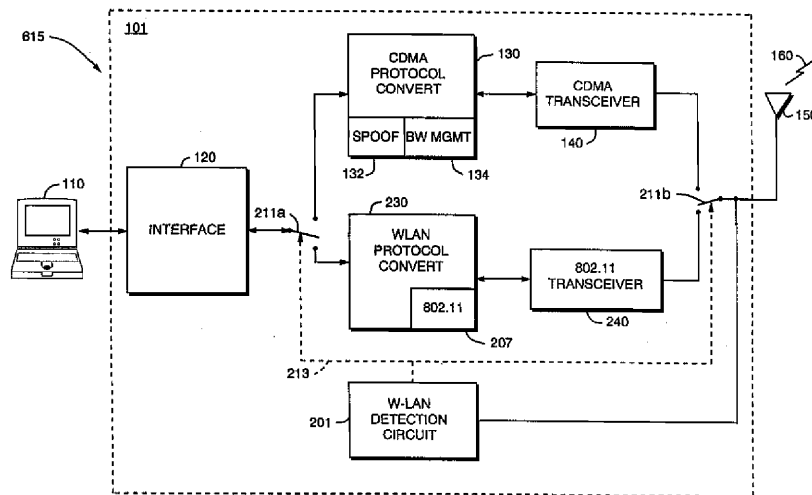 615
101
CDMA
PROTOCOL
CONVERT
130
SPOOF
BW MGMT
132
134
CDMA
TRANSCEIVER
140
160
150
110
120
INTERFACE
211a
211b
230
WLAN
PROTOCOL
CONVERT
802.11
207
802.11
TRANSCEIVER
240
213
W-LAN
DETECTION
CIRCUIT
201